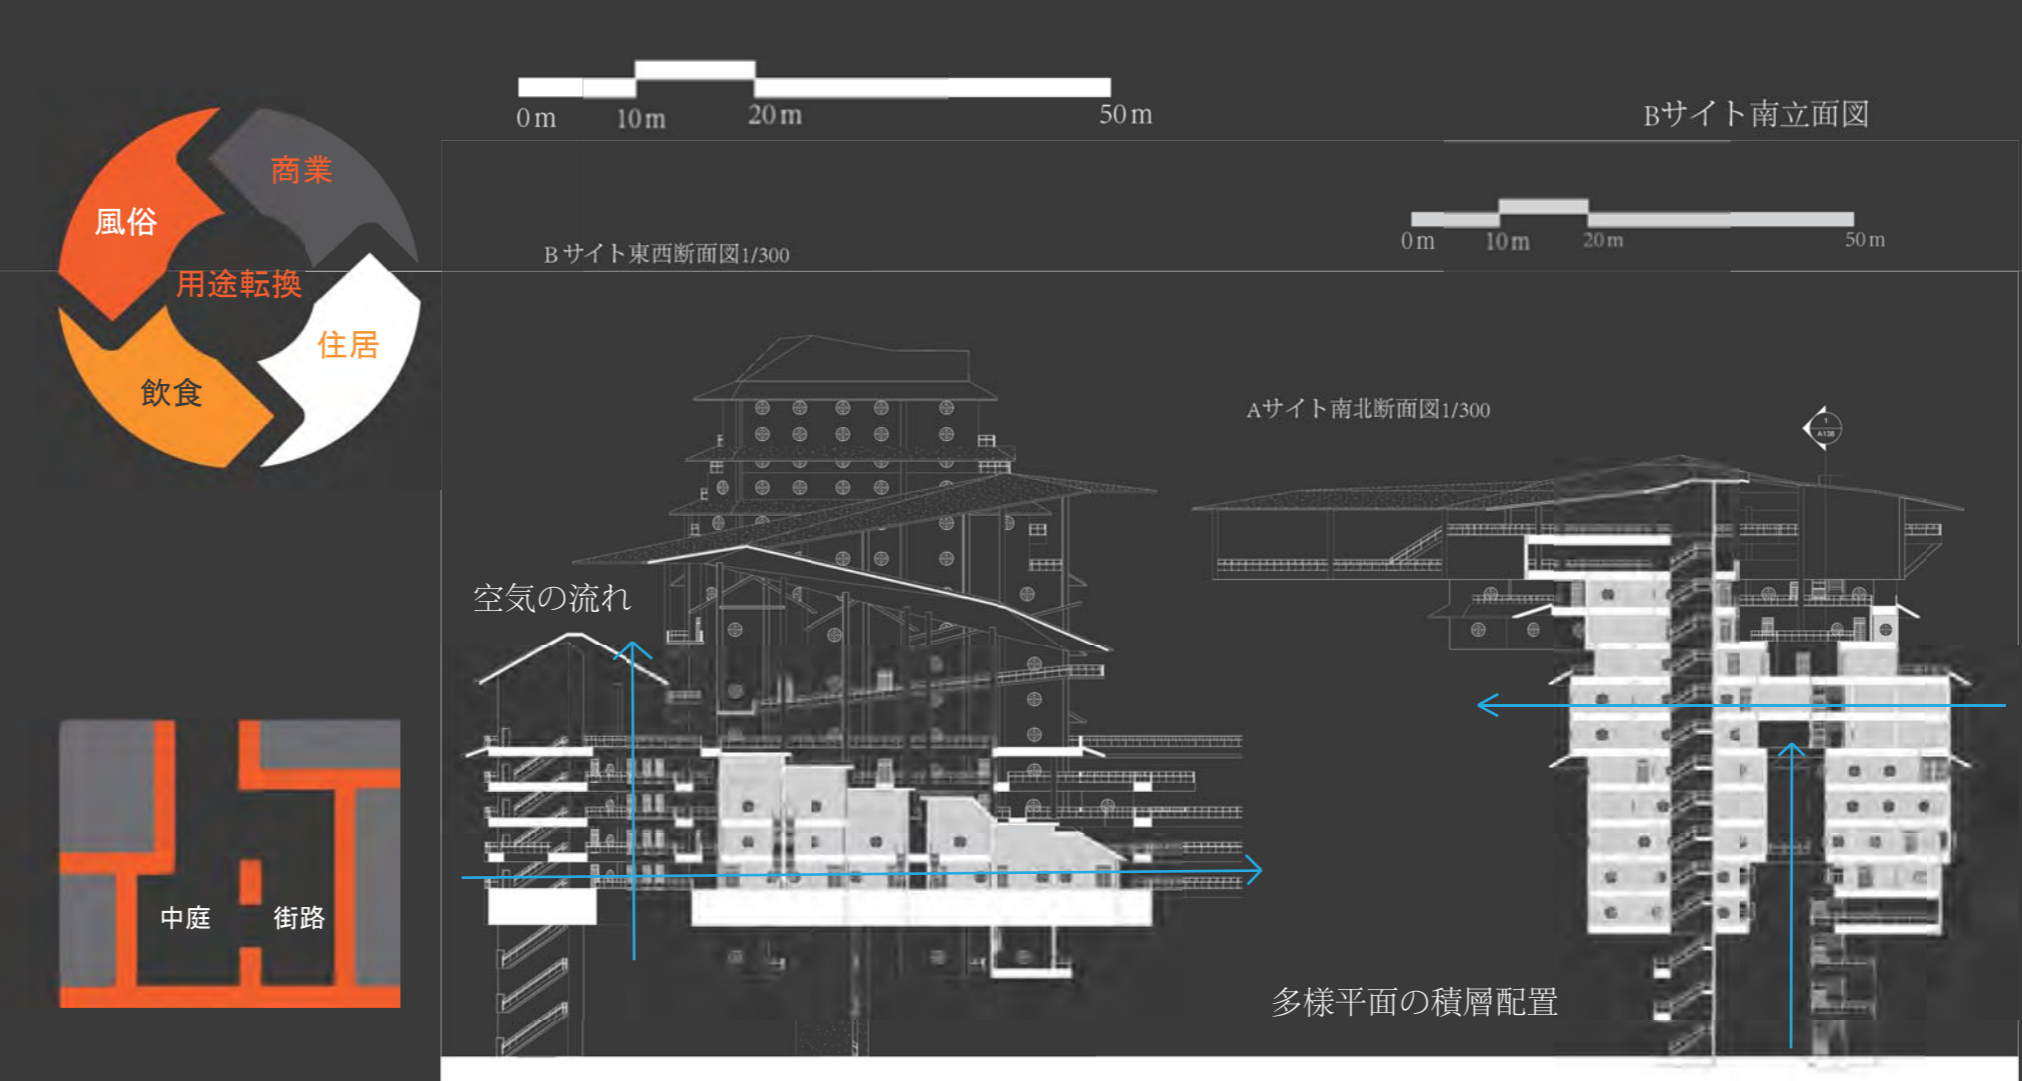 0m 10m 20m 50m
Bサイト南立面図
商業
風俗
用途転換
住居
飲食
0m 10m 20m 50m
Bサイト東西断面図1/300
Aサイト南北断面図1/300
1
A138
空気の流れ
中庭 街路
多様平面の積層配置